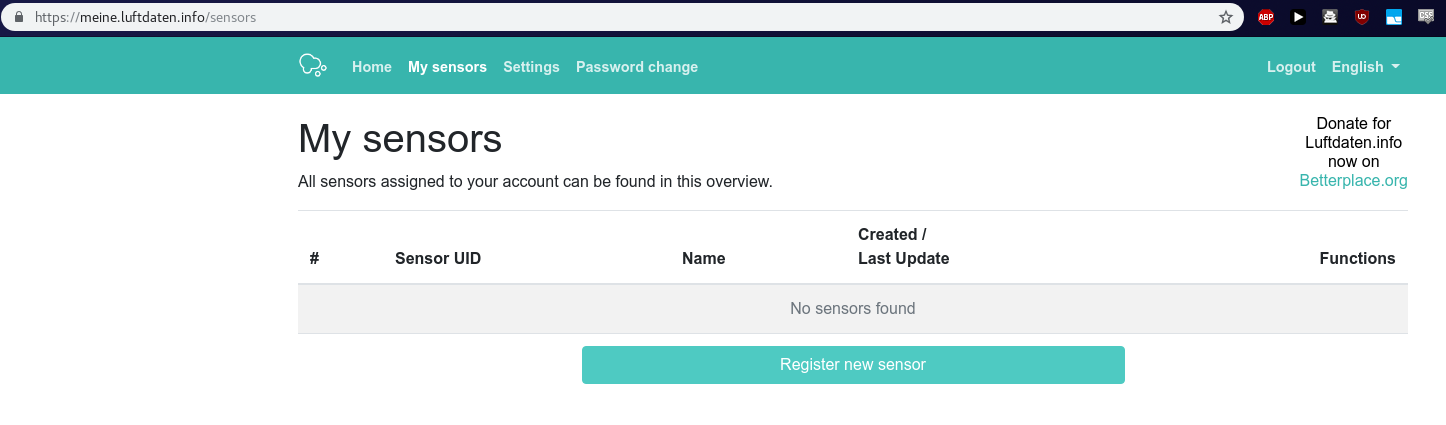 https://meine.luftdaten.info/sensors
ABP
UD
CSP
Home My sensors Settings Password change Logout English
My sensors
All sensors assigned to your account can be found in this overview.
Donate for
Luftdaten.info
now on
Betterplace.org
# Sensor UID Name Created /
Last Update Functions
No sensors found
Register new sensor